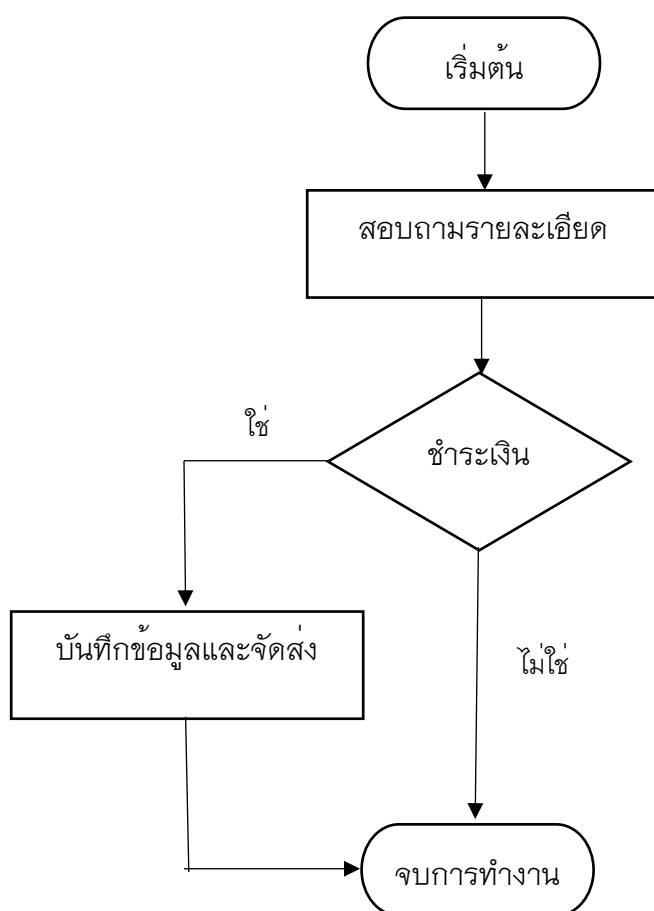 เริ่มต้น
สอบถามรายละเอียด
ใช่
ชำระเงิน
บันทึกข้อมูลและจัดส่ง
ไม่ใช่
จบการทำงาน